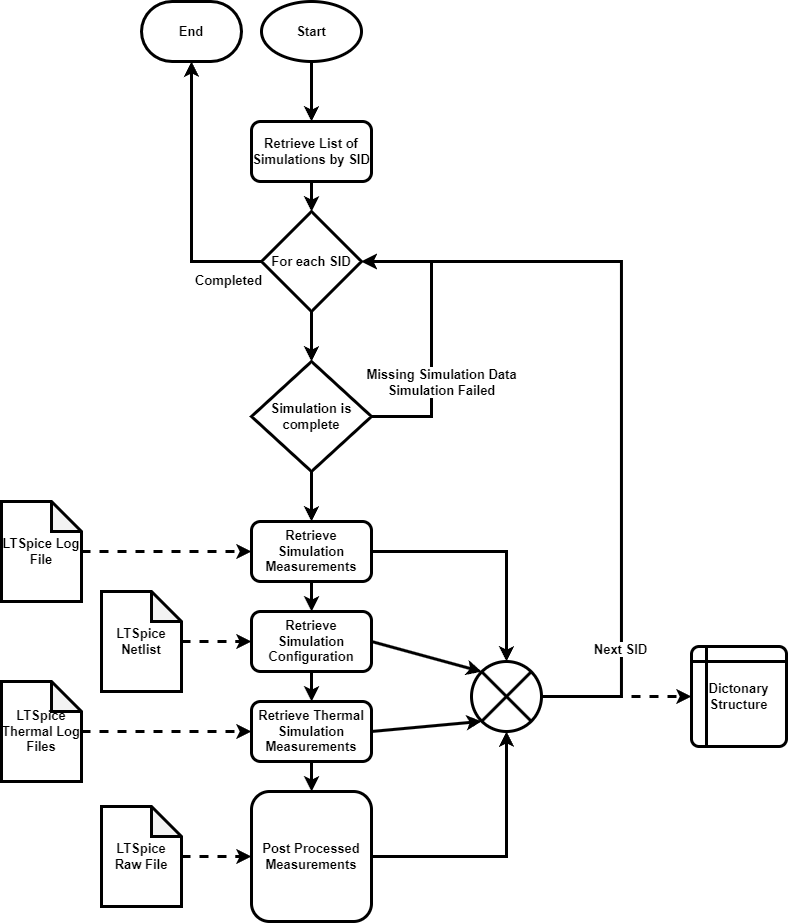 End
Start
Retrieve List of
Simulations by SID
For each SID
Completed
Missing Simulation Data
Simulation Failed
Simulation is
complete
LTSpice Log
File
Retrieve
Simulation
Measurements
LTSpice
Netlist
Retrieve
Simulation
Configuration
Next SID
LTSpice
Thermal Log
Files
Retrieve Thermal
Simulation
Measurements
Dictonary
Structure
LTSpice
Raw File
Post Processed
Measurements